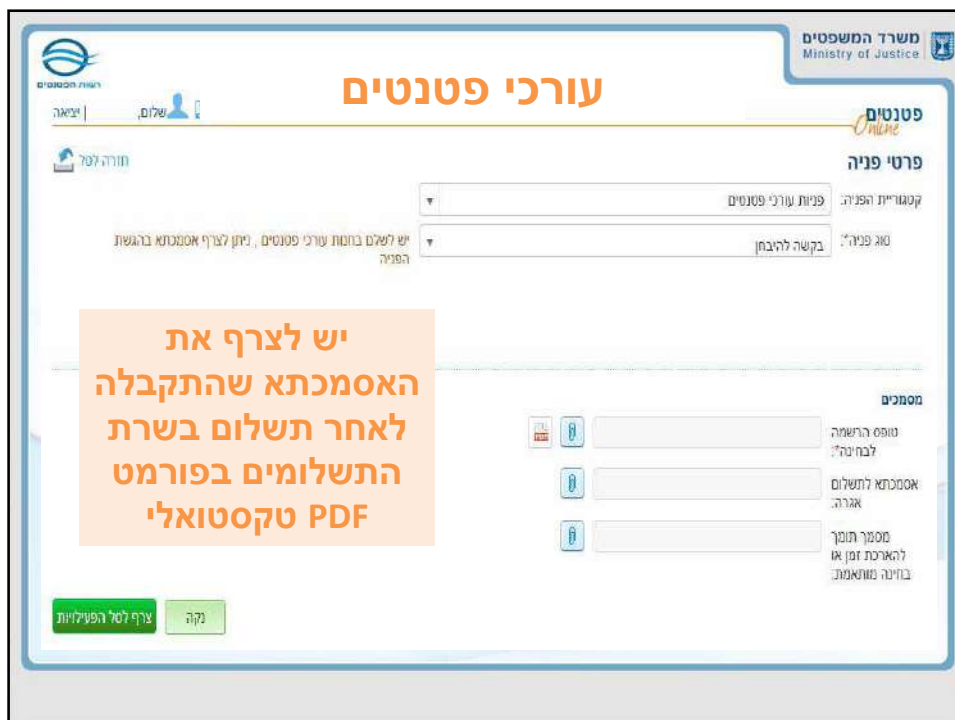 משרד המשפטים
Ministry of Justice
רשות הפטנטים
עורכי פטנטים
פטנטים
Online
שלום,
| יציאה
פרטי פניה
חזרה לסל
קטגוריית הפניה:
פניות עורכי פטנטים
סוג פניה*:
בקשה להיבחן
יש לשלם בחנות עורכי פטנטים , ניתן לצרף אסמכתא בהגשת
הפניה
יש לצרף את
האסמכתא שהתקבלה
לאחר תשלום בשרת
התשלומים בפורמט
PDF טקסטואלי
מסמכים
טופס הרשמה
לבחינה*:
אסמכתא לתשלום
אגרה:
מסמך תומך
להארכת זמן או
בחינה מותאמת:
נקה
צרף לסל הפעילויות